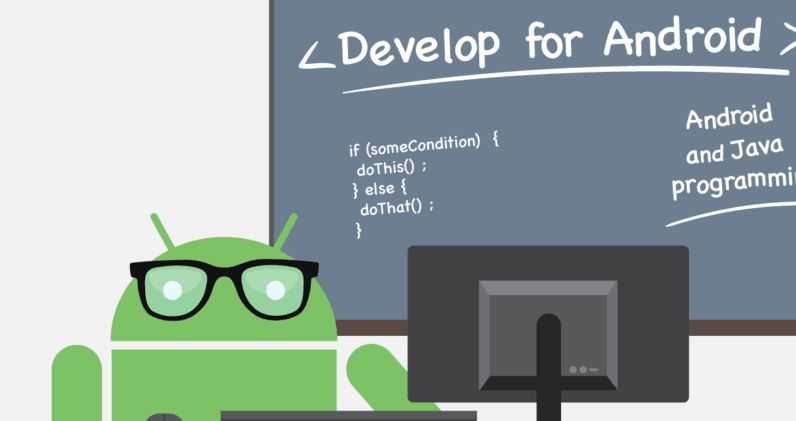 <Develop for Android >
if (someCondition) {
doThis() ;
} else {
doThat() ;
}
Android
and Java